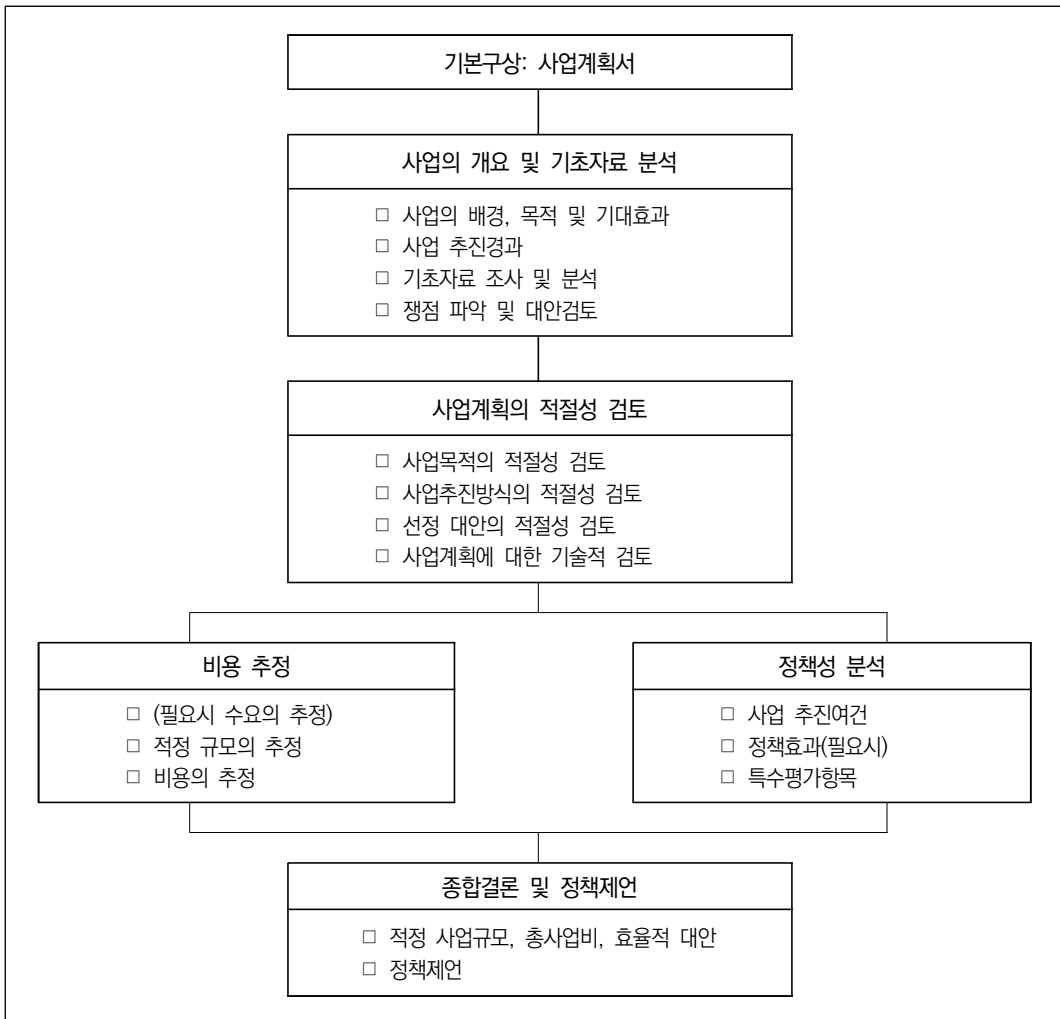 기본구상: 사업계획서
사업의 개요 및 기초자료 분석
□ 사업의 배경, 목적 및 기대효과
□ 사업 추진경과
□ 기초자료 조사 및 분석
□ 쟁점 파악 및 대안검토
사업계획의 적절성 검토
□ 사업목적의 적절성 검토
□ 사업추진방식의 적절성 검토
□ 선정 대안의 적절성 검토
□ 사업계획에 대한 기술적 검토
비용 추정
□ (필요시 수요의 추정)
□ 적정 규모의 추정
□ 비용의 추정
정책성 분석
□ 사업 추진여건
□ 정책효과(필요시)
□ 특수평가항목
종합결론 및 정책제언
□ 적정 사업규모, 총사업비, 효율적 대안
□ 정책제언